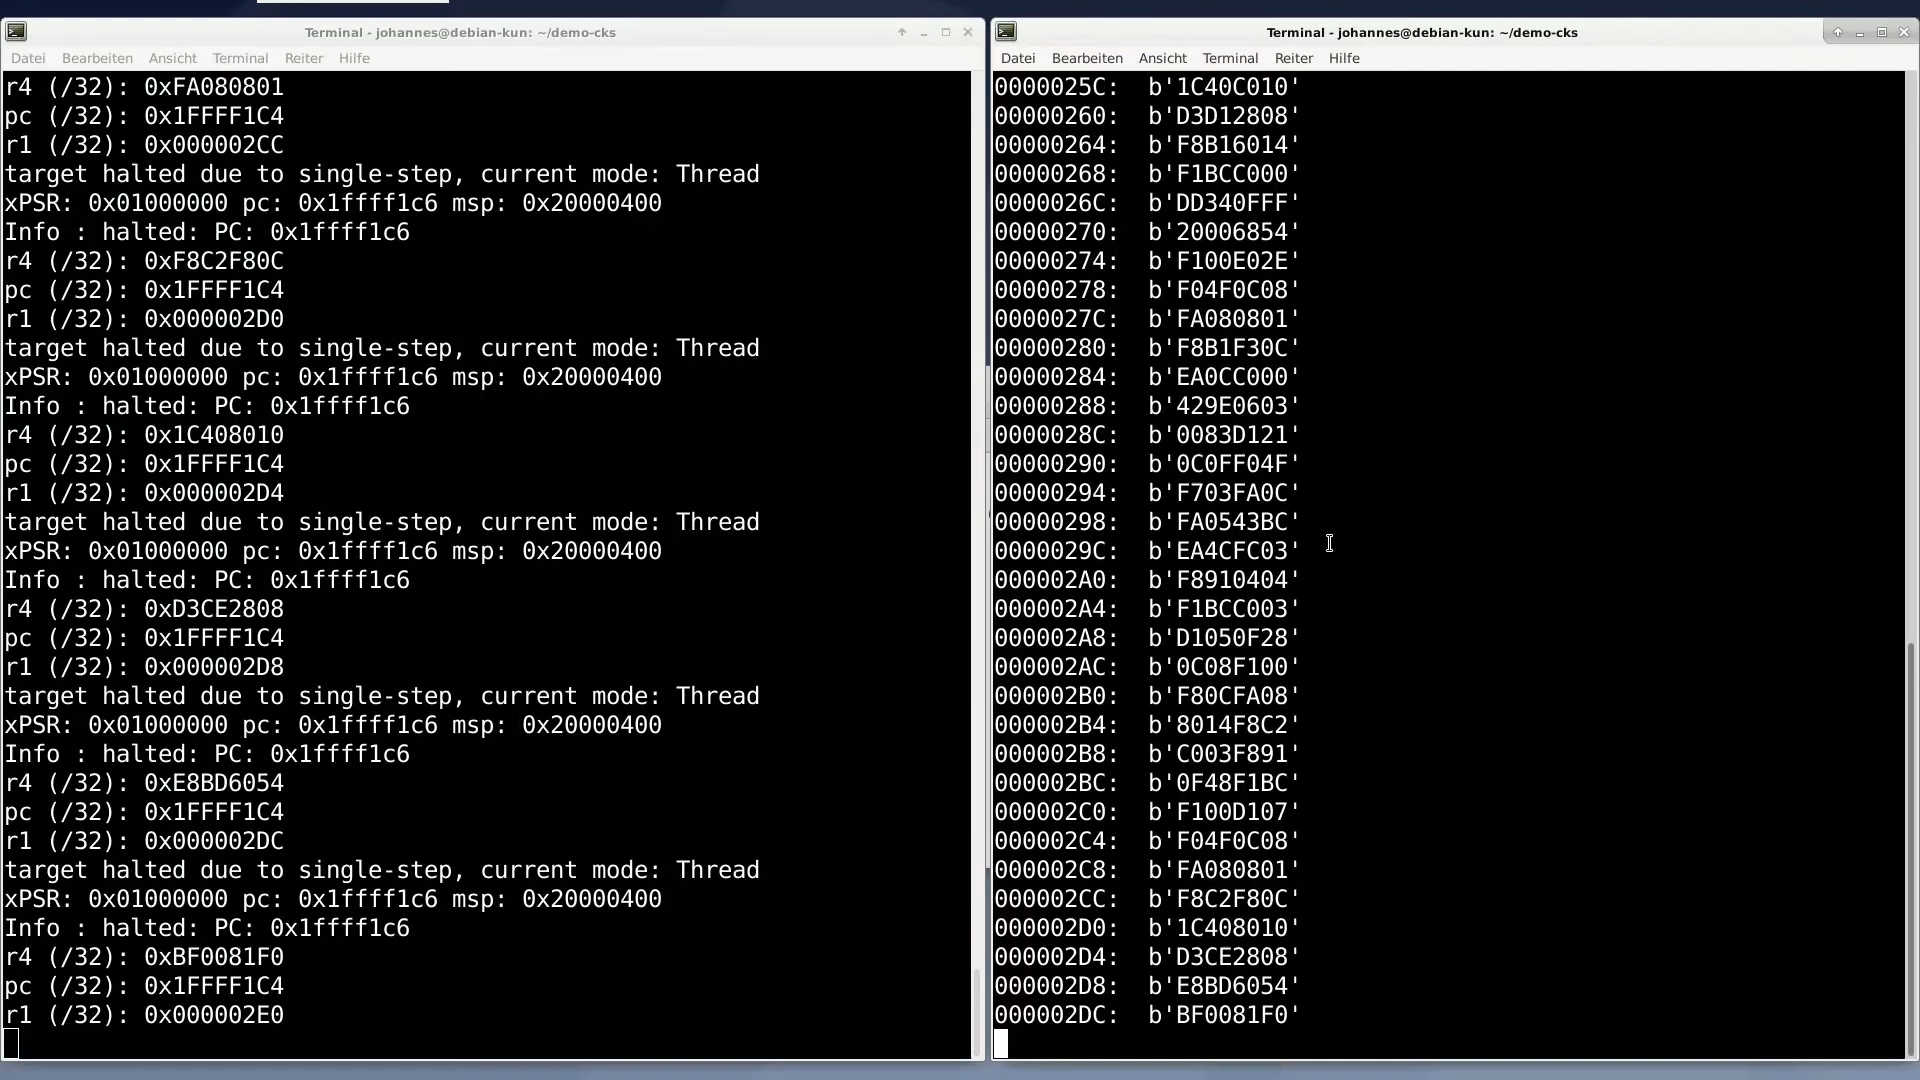 Terminal - johannes@debian-kun: ~/demo-cks
Datei Bearbeiten Ansicht Terminal Reiter Hilfe
r4 (/32): 0xFA080801
pc (/32): 0x1FFFF1C4
r1 (/32): 0x000002CC
target halted due to single-step, current mode: Thread
xPSR: 0x01000000 pc: 0x1ffff1c6 msp: 0x20000400
Info : halted: PC: 0x1ffff1c6
r4 (/32): 0xF8C2F80C
pc (/32): 0x1FFFF1C4
r1 (/32): 0x000002D0
target halted due to single-step, current mode: Thread
xPSR: 0x01000000 pc: 0x1ffff1c6 msp: 0x20000400
Info : halted: PC: 0x1ffff1c6
r4 (/32): 0x1C408010
pc (/32): 0x1FFFF1C4
r1 (/32): 0x000002D4
target halted due to single-step, current mode: Thread
xPSR: 0x01000000 pc: 0x1ffff1c6 msp: 0x20000400
Info : halted: PC: 0x1ffff1c6
r4 (/32): 0xD3CE2808
pc (/32): 0x1FFFF1C4
r1 (/32): 0x000002D8
target halted due to single-step, current mode: Thread
xPSR: 0x01000000 pc: 0x1ffff1c6 msp: 0x20000400
Info : halted: PC: 0x1ffff1c6
r4 (/32): 0xE8BD6054
pc (/32): 0x1FFFF1C4
r1 (/32): 0x000002DC
target halted due to single-step, current mode: Thread
xPSR: 0x01000000 pc: 0x1ffff1c6 msp: 0x20000400
Info : halted: PC: 0x1ffff1c6
r4 (/32): 0xBF0081F0
pc (/32): 0x1FFFF1C4
r1 (/32): 0x000002E0
Terminal - johannes@debian-kun: ~/demo-cks
Datei Bearbeiten Ansicht Terminal Reiter Hilfe
0000025C: b'1C40C010'
00000260: b'D3D12808'
00000264: b'F8B16014'
00000268: b'F1BCC000'
0000026C: b'DD340FFF'
00000270: b'20006854'
00000274: b'F100E02E'
00000278: b'F04F0C08'
0000027C: b'FA080801'
00000280: b'F8B1F30C'
00000284: b'EA0CC000'
00000288: b'429E0603'
0000028C: b'0083D121'
00000290: b'0C0FF04F'
00000294: b'F703FA0C'
00000298: b'FA0543BC'
0000029C: b'EA4CFC03'
000002A0: b'F8910404'
000002A4: b'F1BCC003'
000002A8: b'D1050F28'
000002AC: b'0C08F100'
000002B0: b'F80CFA08'
000002B4: b'8014F8C2'
000002B8: b'C003F891'
000002BC: b'0F48F1BC'
000002C0: b'F100D107'
000002C4: b'F04F0C08'
000002C8: b'FA080801'
000002CC: b'F8C2F80C'
000002D0: b'1C408010'
000002D4: b'D3CE2808'
000002D8: b'E8BD6054'
000002DC: b'BF0081F0'